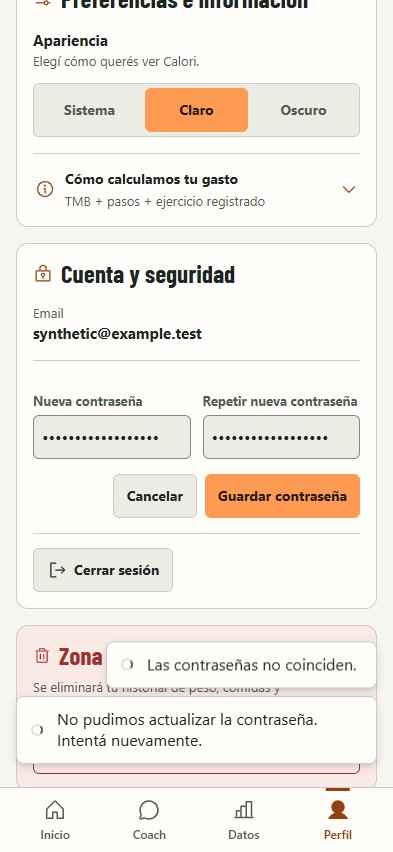 Preferencias e información
Apariencia
Elegí cómo querés ver Calori.
Sistema
Claro
Oscuro
Cómo calculamos tu gasto
TMB + pasos + ejercicio registrado
Cuenta y seguridad
Email
synthetic@example.test
Nueva contraseña
Repetir nueva contraseña
••••••••••••••••••
••••••••••••••••••
Cancelar
Guardar contraseña
Cerrar sesión
Zona
Las contraseñas no coinciden.
Se eliminará tu historial de peso, comidas y
No pudimos actualizar la contraseña.
Intentá nuevamente.
Inicio
Coach
Datos
Perfil